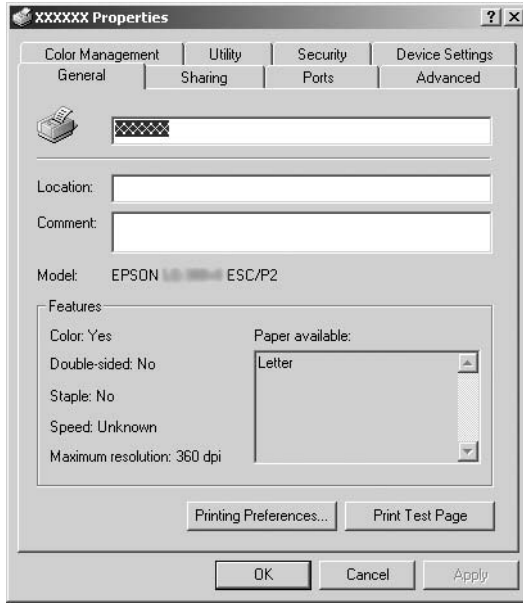 XXXXXX Properties
? X
Color Management Utility Security Device Settings
General Sharing Ports Advanced
XXXXXX
Location:
Comment:
Model: EPSON ESC/P2
Features
Color: Yes
Paper available:
Double-sided: No
Letter
Staple: No
Speed: Unknown
Maximum resolution: 360 dpi
Printing Preferences... Print Test Page
OK Cancel Apply